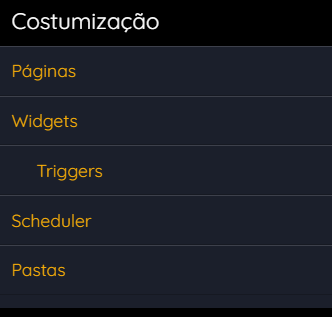 Costumização
Páginas
Widgets
Triggers
Scheduler
Pastas